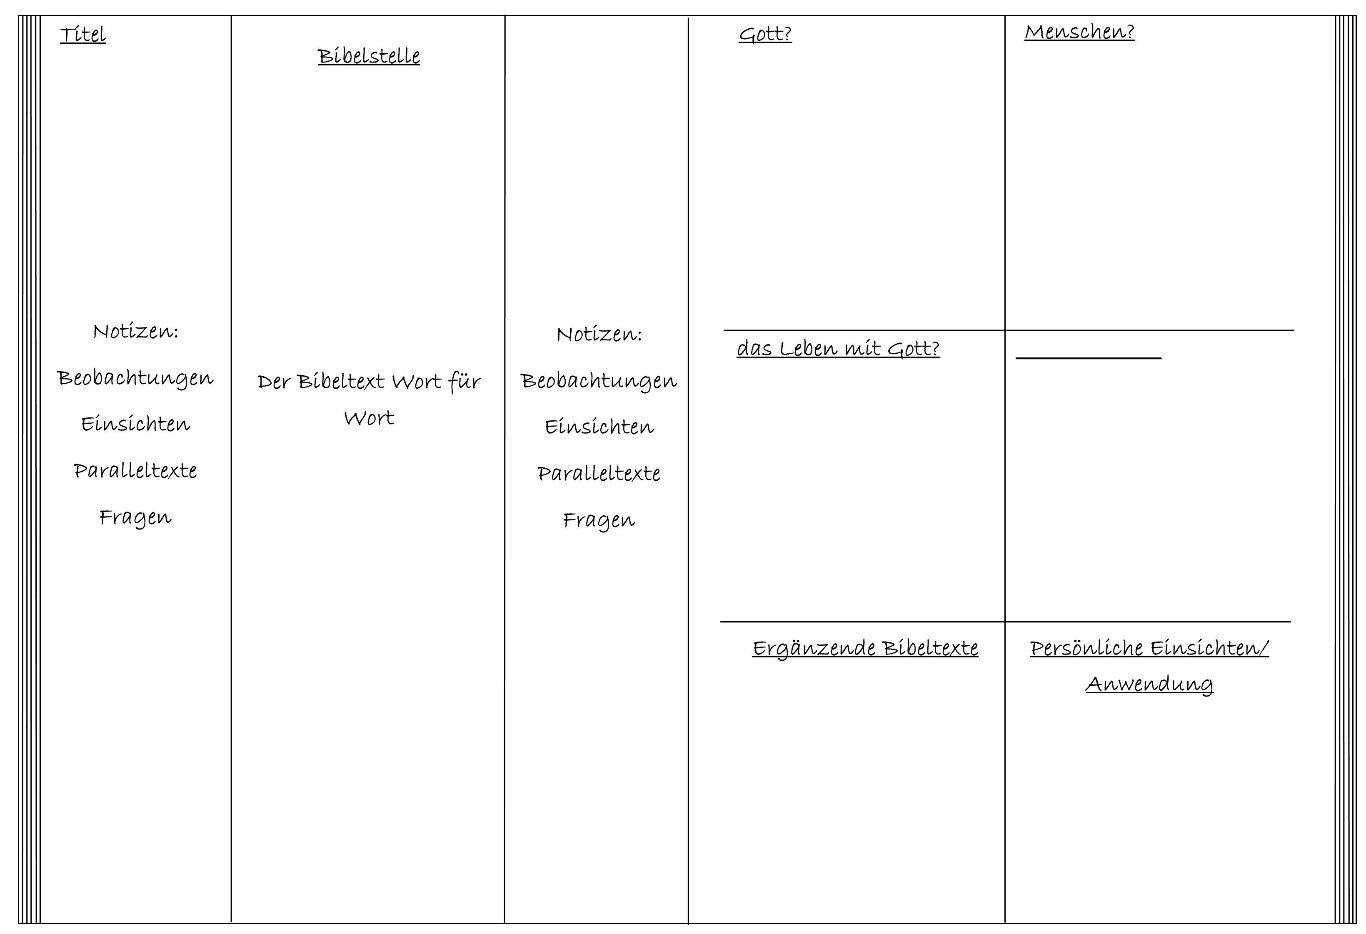 Titel
Notizen:
Beobachtungen
Einsichten
Paralleltexte
Fragen
Bibelstelle
Der Bibeltext Wort für
Wort
Notizen:
Beobachtungen
Einsichten
Paralleltexte
Fragen
Gott?
Menschen?
das Leben mit Gott?
Ergänzende Bibeltexte
Persönliche Einsichten/
Anwendung